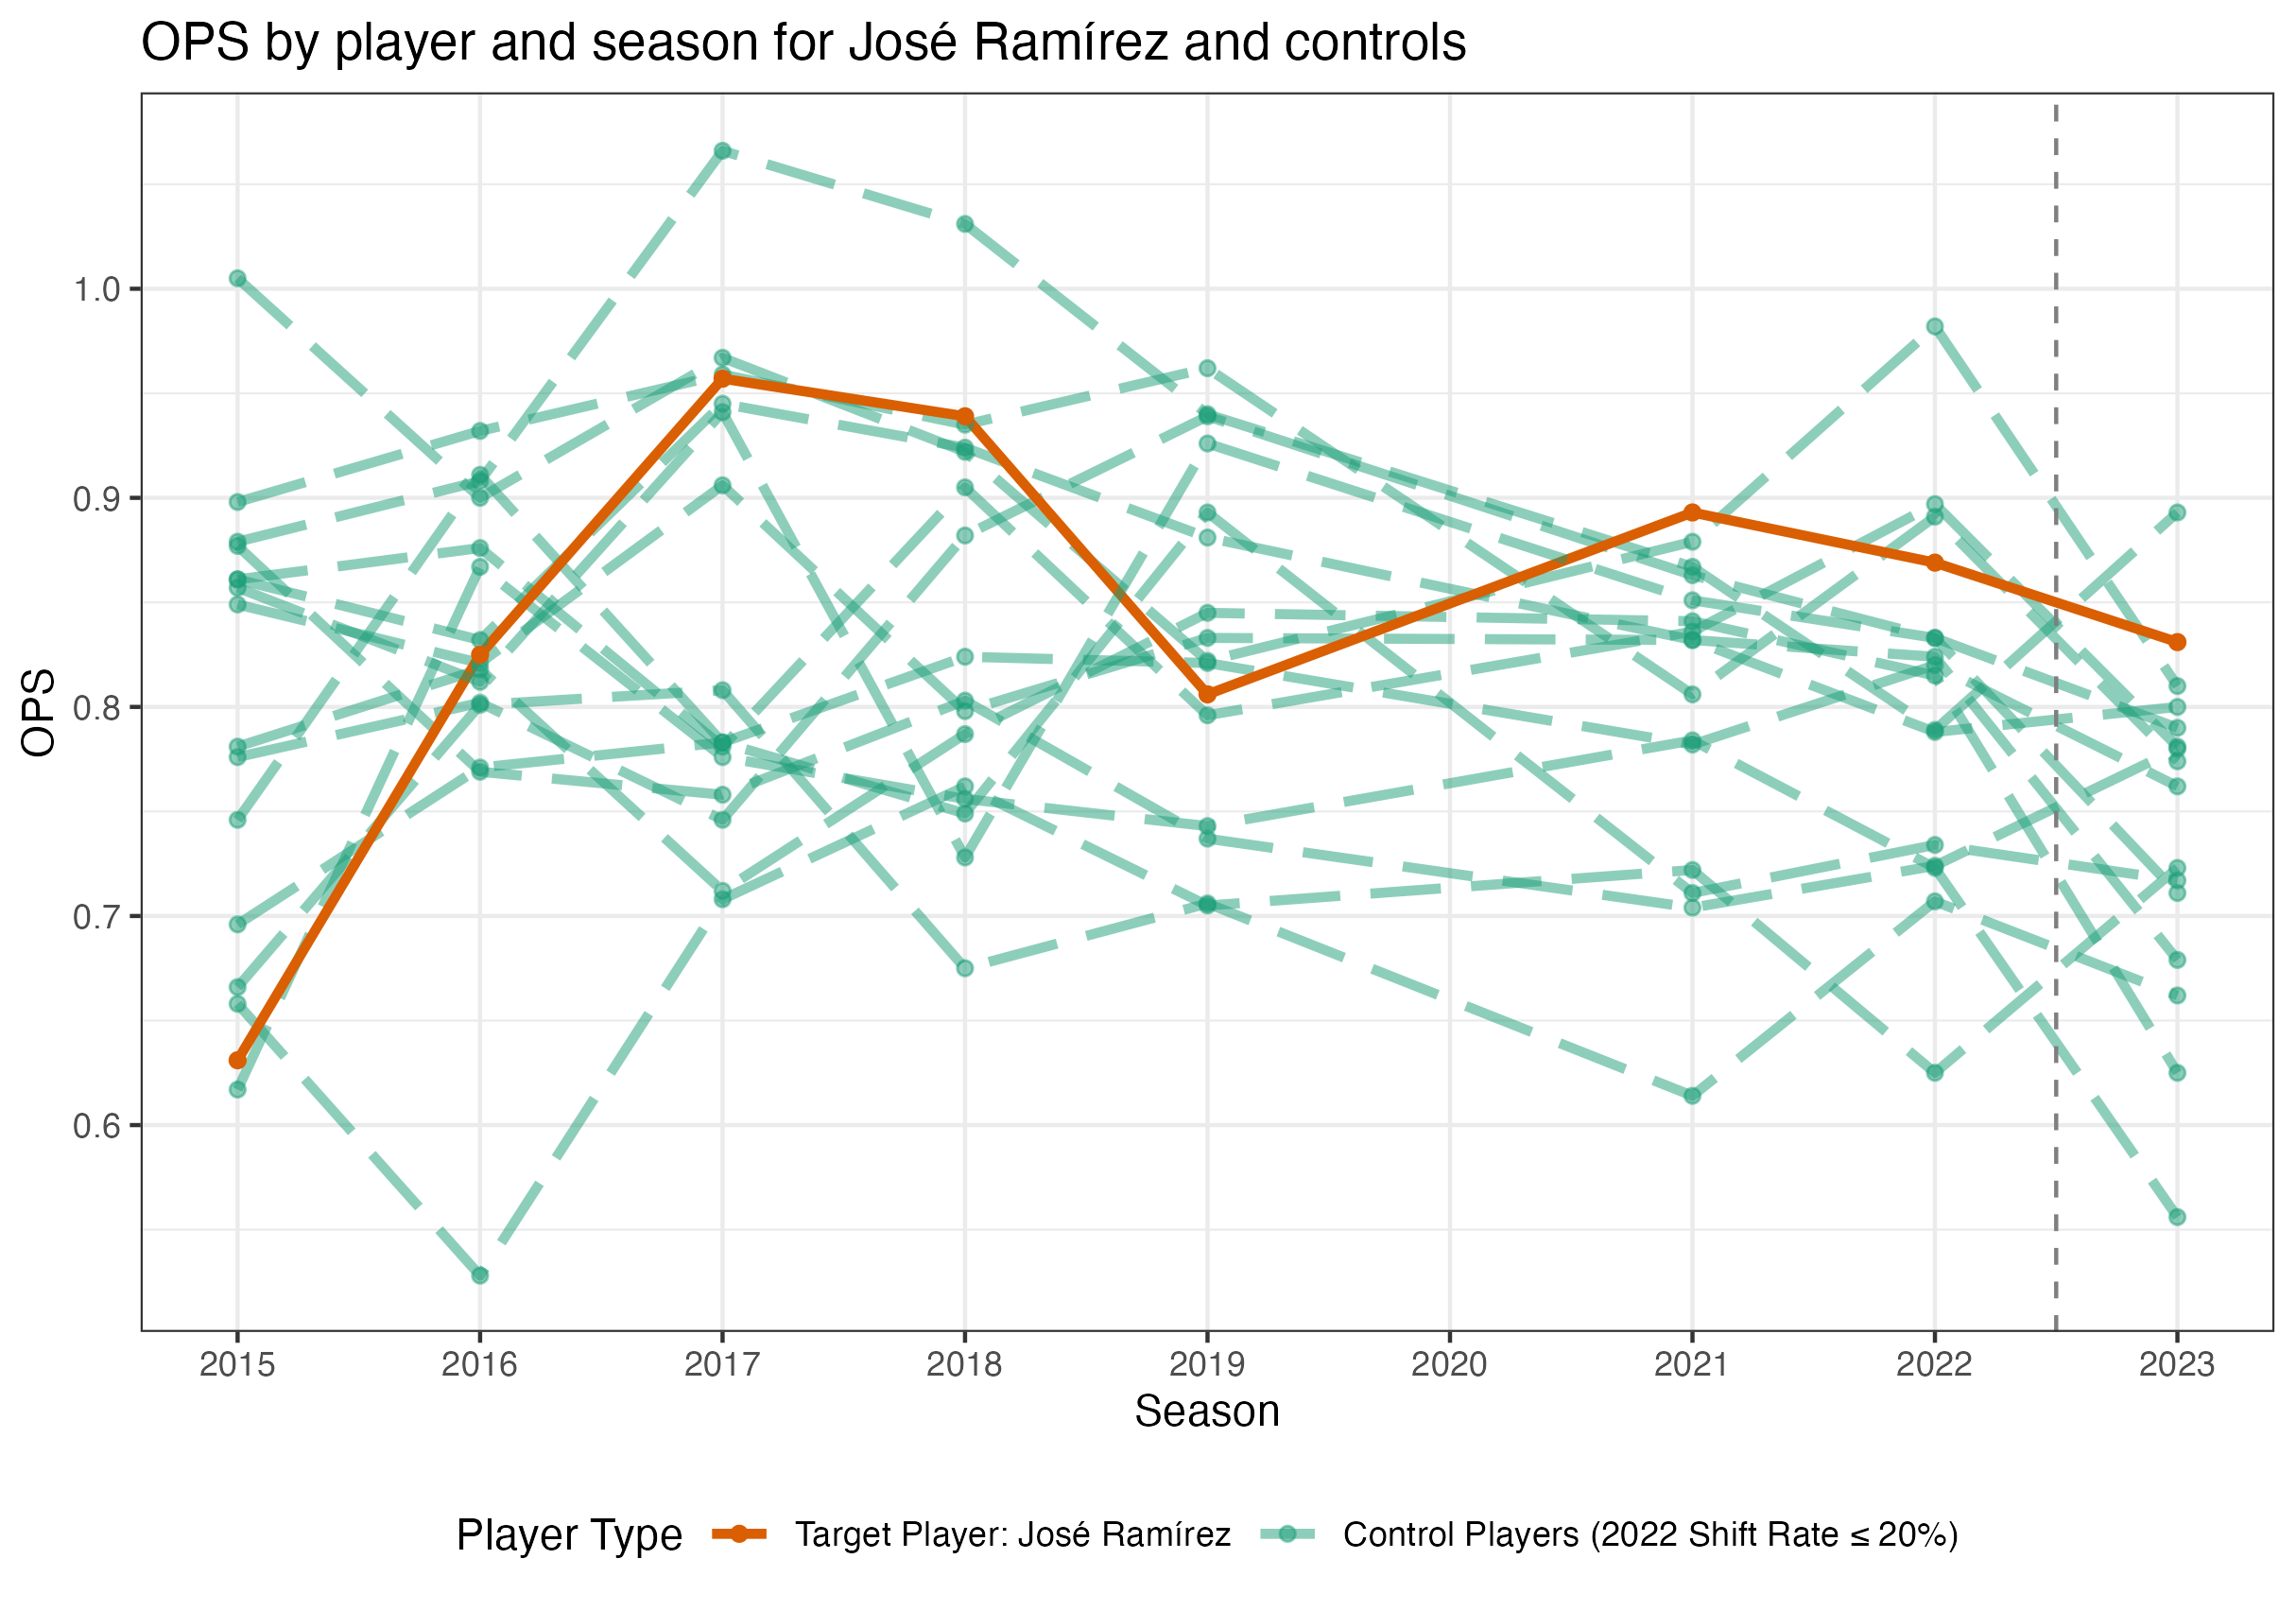 OPS by player and season for José Ramírez and controls
OPS
1.0
0.9
0.8
0.7
0.6
2015 2016 2017 2018 2019 2020 2021 2022 2023
Season
Player Type Target Player: José Ramírez Control Players (2022 Shift Rate ≤ 20%)